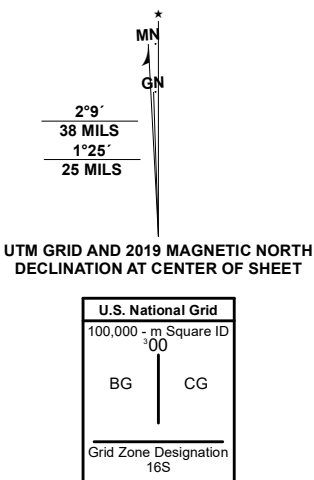 ★
MN
GN
2°9´
38 MILS
1°25´
25 MILS
UTM GRID AND 2019 MAGNETIC NORTH
DECLINATION AT CENTER OF SHEET
U.S. National Grid
100,000 - m Square ID
³00
BG CG
Grid Zone Designation
16S